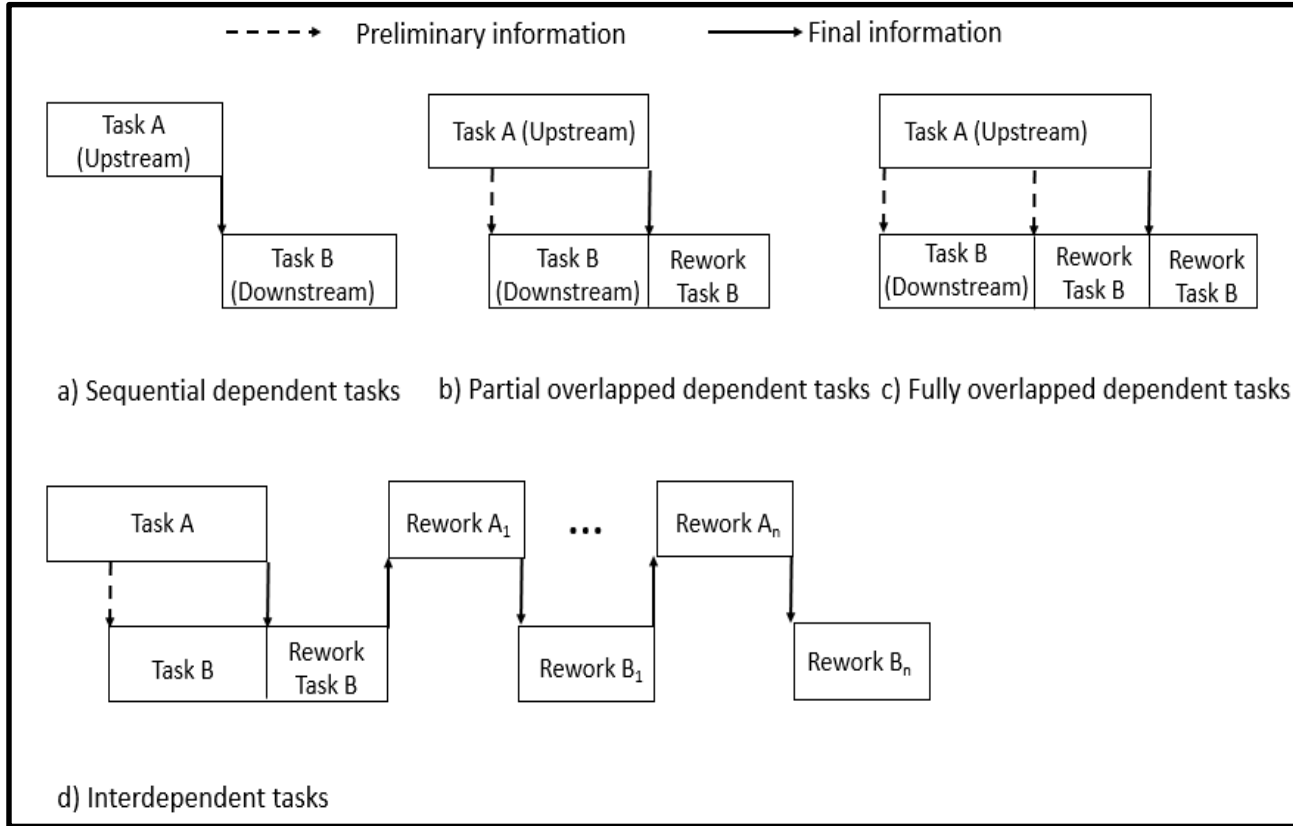 Preliminary information
Final information
Task A
(Upstream)
Task B
(Downstream)
Task A (Upstream)
Task B
(Downstream)
Rework
Task B
Task A (Upstream)
Task B
(Downstream)
Rework
Task B
Rework
Task B
a) Sequential dependent tasks
b) Partial overlapped dependent tasks
c) Fully overlapped dependent tasks
Task A
Task B
Rework
Task B
Rework A₁
Rework B₁
...
Rework Aₙ
Rework Bₙ
d) Interdependent tasks